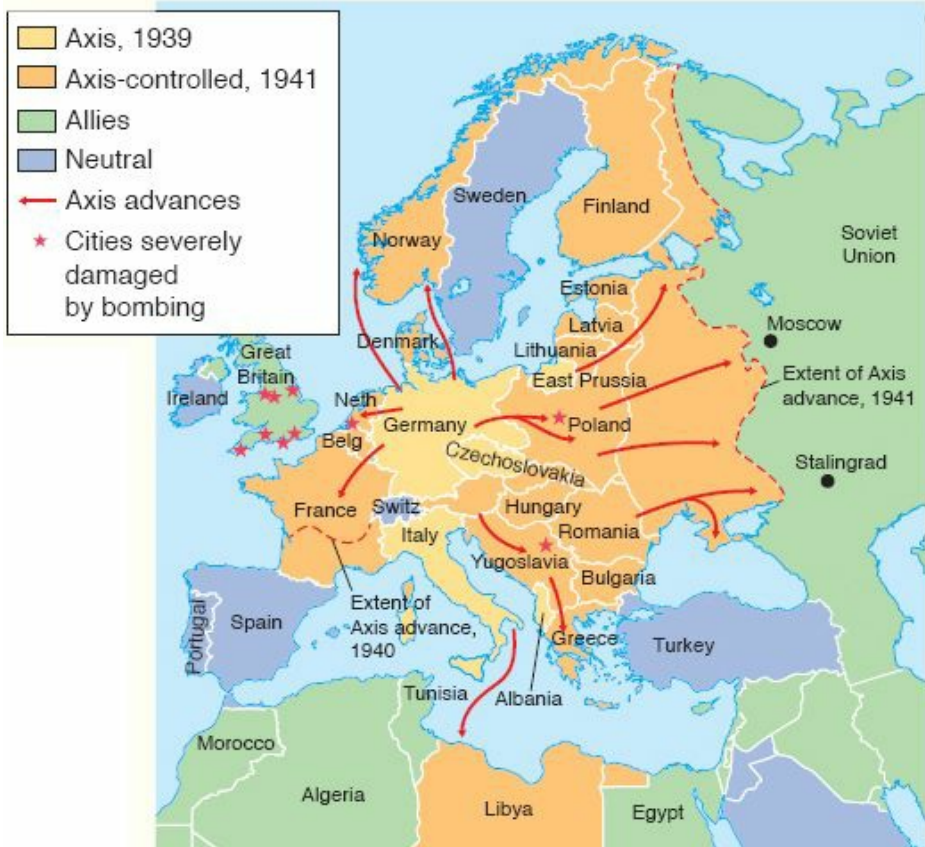 Axis, 1939
Axis-controlled, 1941
Allies
Neutral
Axis advances
Cities severely
damaged
by bombing
Sweden
Finland
Norway
Soviet
Union
Estonia
Latvia
Moscow
Denmark
Lithuania
Great
Britain
Ireland
East Prussia
Extent of Axis
advance, 1941
Neth
Germany
Poland
Belg
Czechoslovakia
Stalingrad
France
Switz
Hungary
Italy
Romania
Yugoslavia
Bulgaria
Portugal
Spain
Extent of
Axis advance,
1940
Greece
Turkey
Tunisia
Albania
Morocco
Algeria
Libya
Egypt